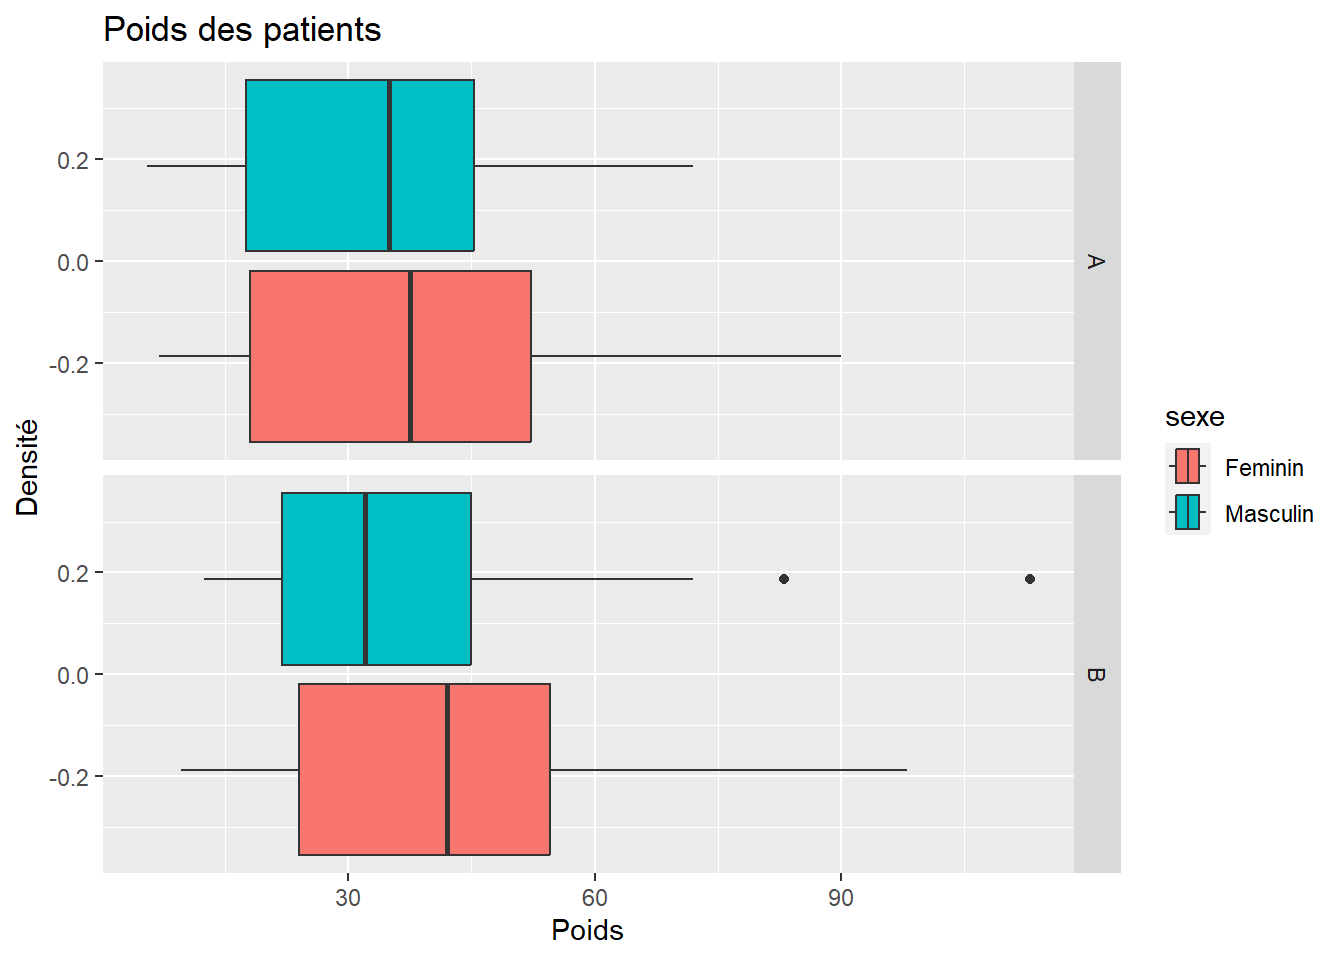 Poids des patients
0.2
0.0
-0.2
A
0.2
0.0
-0.2
B
Densité
30 60 90
Poids
sexe
Feminin
Masculin